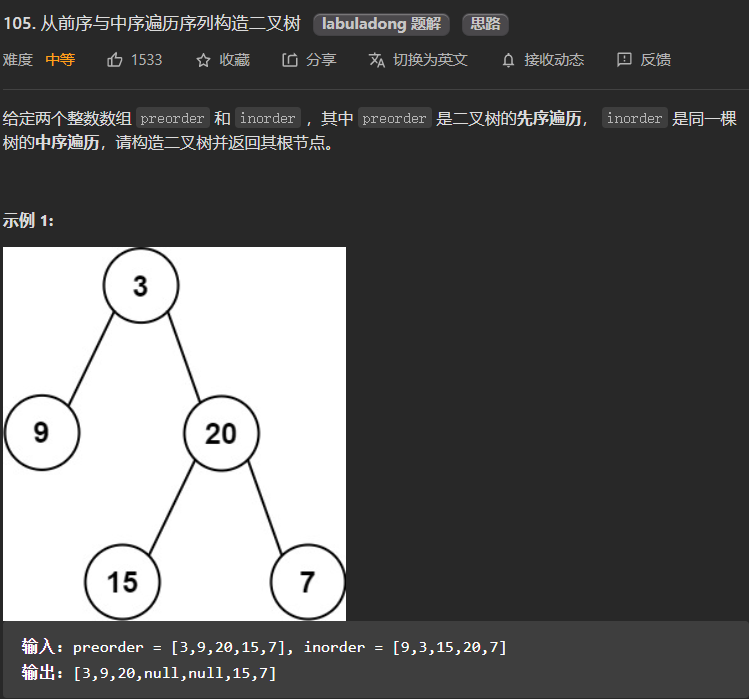 105. 从前序与中序遍历序列构造二叉树 labuladong 题解 思路
难度 中等 1533 收藏 分享 切换为英文 接收动态 反馈
给定两个整数数组 preorder 和 inorder ，其中 preorder 是二叉树的先序遍历， inorder 是同一棵
树的中序遍历，请构造二叉树并返回其根节点。
示例 1:
3
9
20
15
7
输入: preorder = [3,9,20,15,7], inorder = [9,3,15,20,7]
输出: [3,9,20,null,null,15,7]